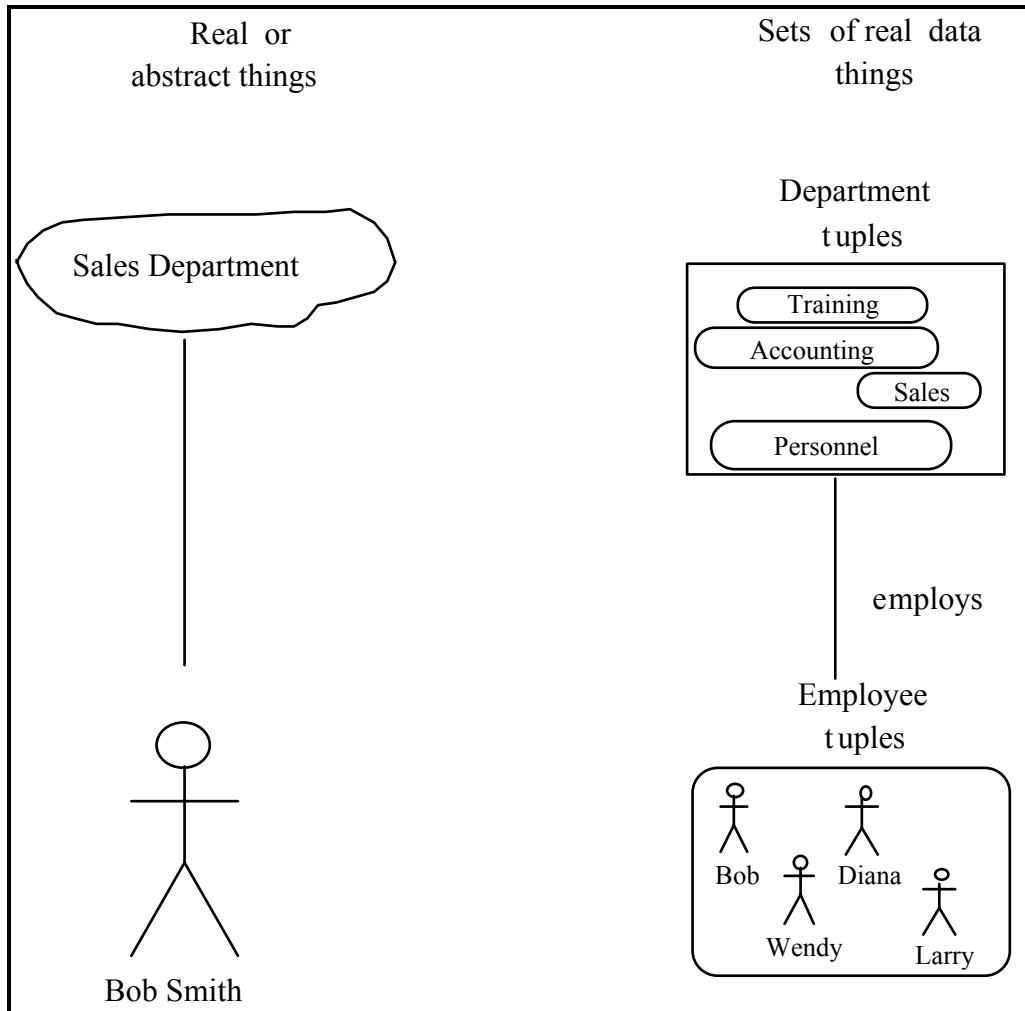 Real or
abstract things
Sales Department
Bob Smith
Sets of real data
things
Department
tuples
Training
Accounting
Sales
Personnel
employs
Employee
tuples
Bob
Diana
Wendy
Larry